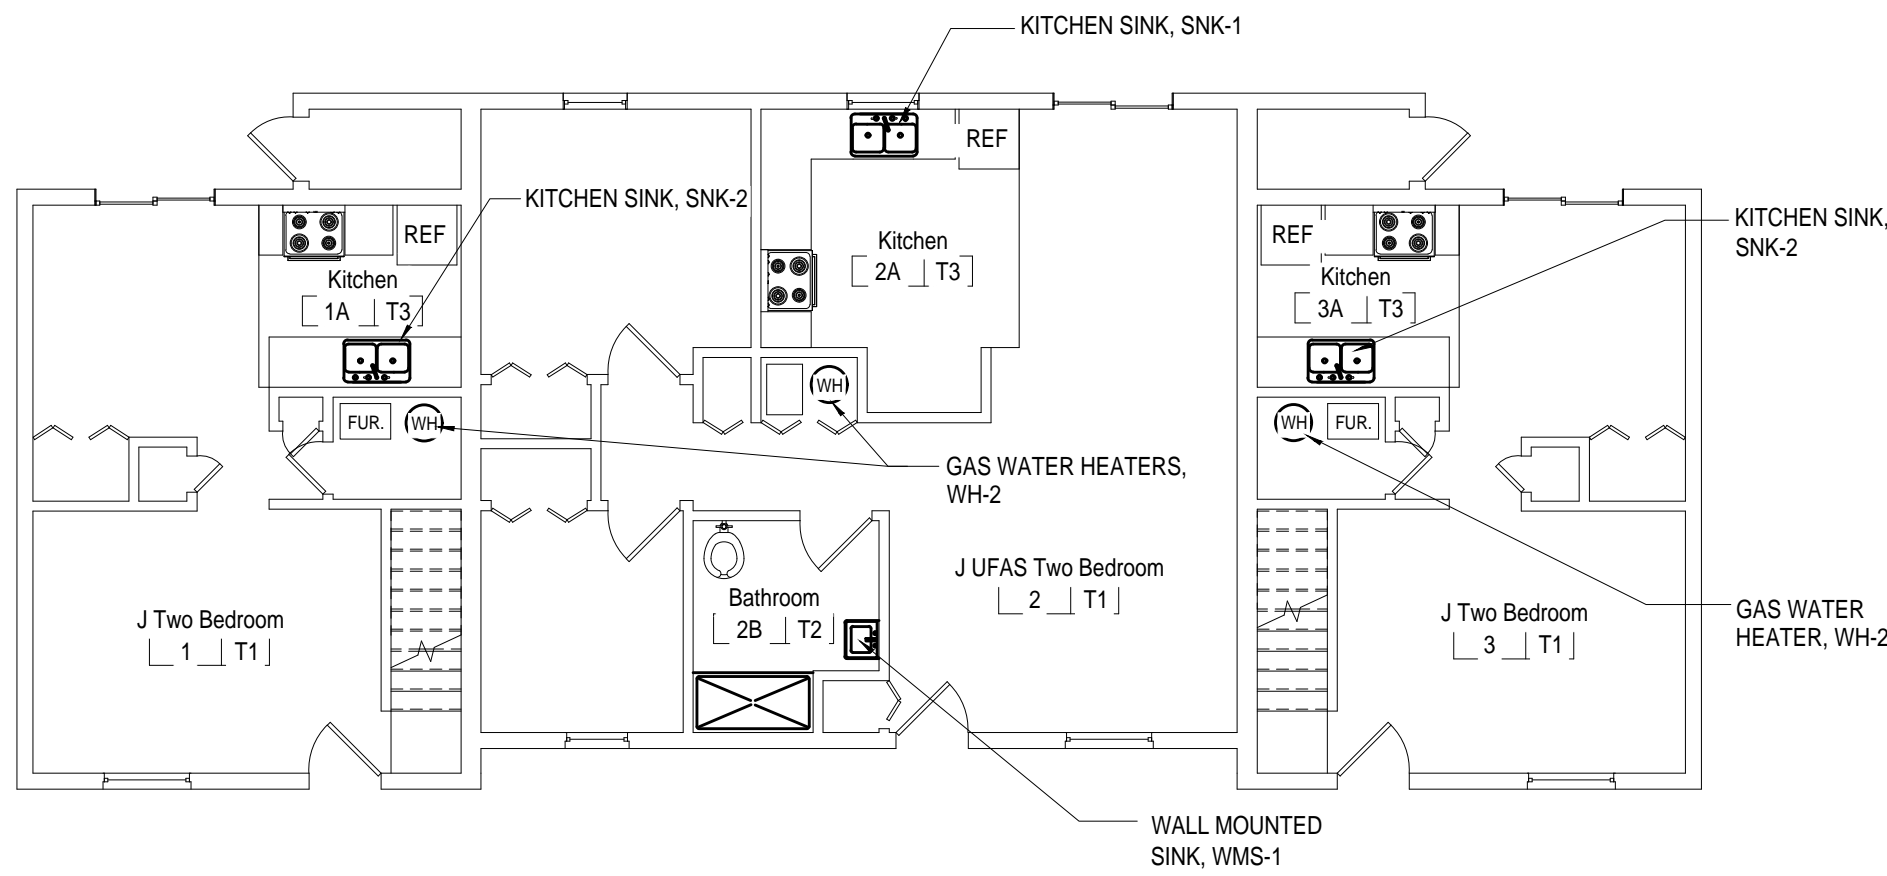 KITCHEN SINK, SNK-1
REF
KITCHEN SINK, SNK-2
REF
Kitchen
1A T3
Kitchen
2A T3
REF
Kitchen
3A T3
KITCHEN SINK,
SNK-2
WH
FUR.
WH
WH
FUR.
GAS WATER HEATERS,
WH-2
J Two Bedroom
1 T1
Bathroom
2B T2
J UFAS Two Bedroom
2 T1
J Two Bedroom
3 T1
GAS WATER
HEATER, WH-2
WALL MOUNTED
SINK, WMS-1